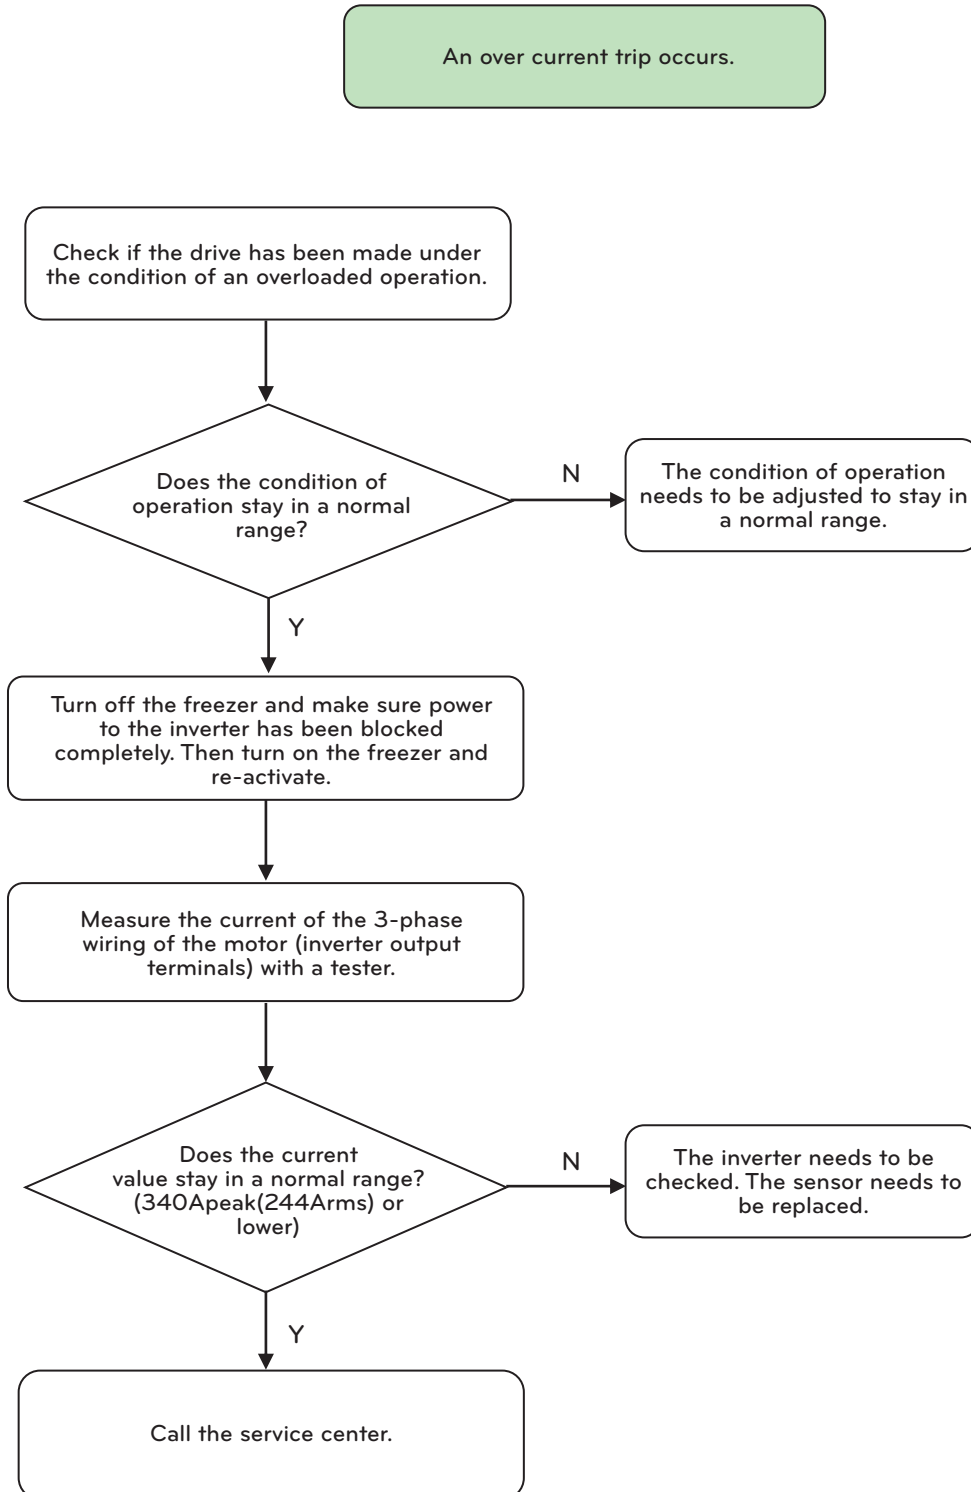 An over current trip occurs.
Check if the drive has been made under
the condition of an overloaded operation.
Does the condition of
operation stay in a normal
range?
N
The condition of operation
needs to be adjusted to stay in
a normal range.
Y
Turn off the freezer and make sure power
to the inverter has been blocked
completely. Then turn on the freezer and
re-activate.
Measure the current of the 3-phase
wiring of the motor (inverter output
terminals) with a tester.
Does the current
value stay in a normal range?
(340Apeak(244Arms) or
lower)
N
The inverter needs to be
checked. The sensor needs to
be replaced.
Y
Call the service center.